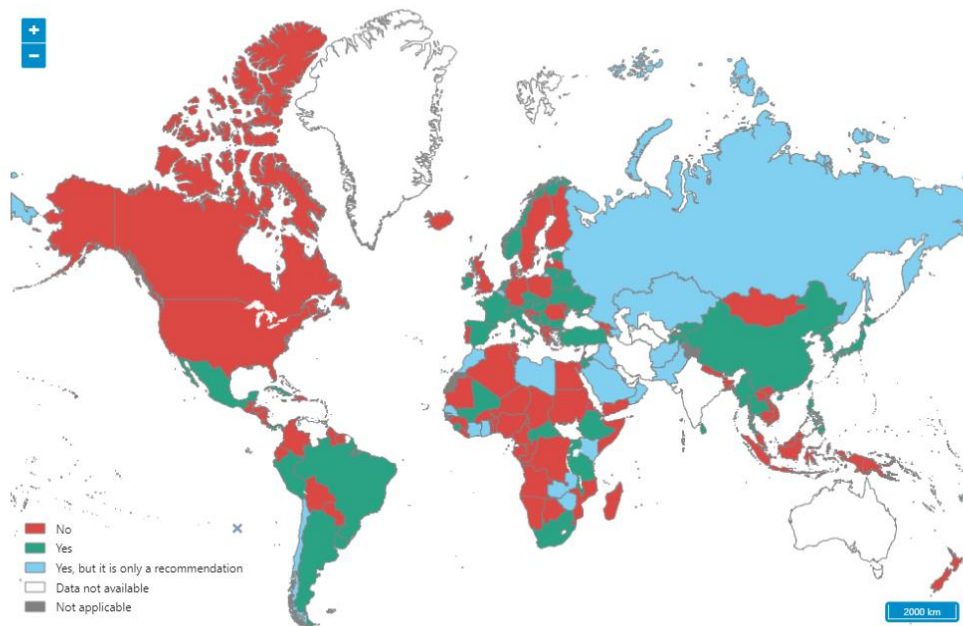 +
−
No
Yes
Yes, but it is only a recommendation
Data not available
Not applicable
2000 km